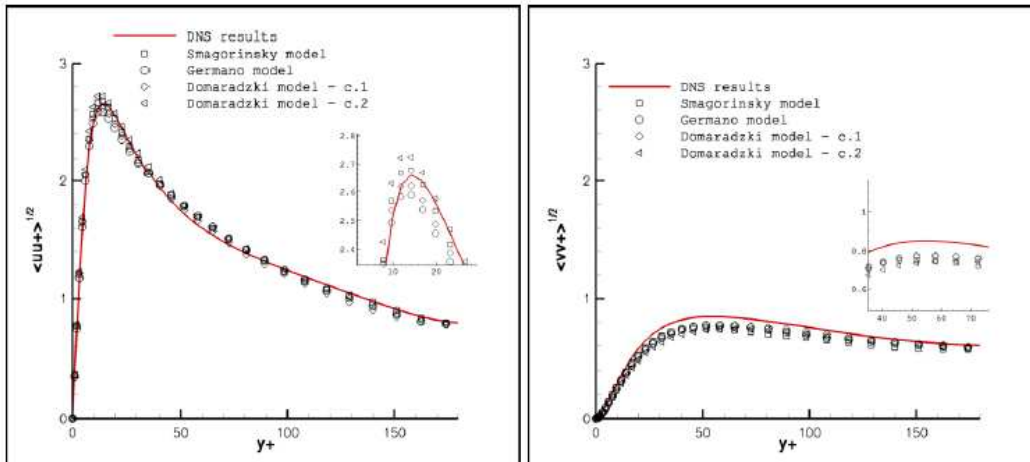 DNS results
Smagorinsky model
Germano model
Domaradzki model - c.1
Domaradzki model - c.2
3
2
1
0
0
50
100
150
<uu+>1/2
y+
2.8
2.7
2.6
2.5
2.4
10
20
DNS results
Smagorinsky model
Germano model
Domaradzki model - c.1
Domaradzki model - c.2
3
2
1
0
0
50
100
150
<vv+>1/2
y+
1
0.8
0.6
40
50
60
70